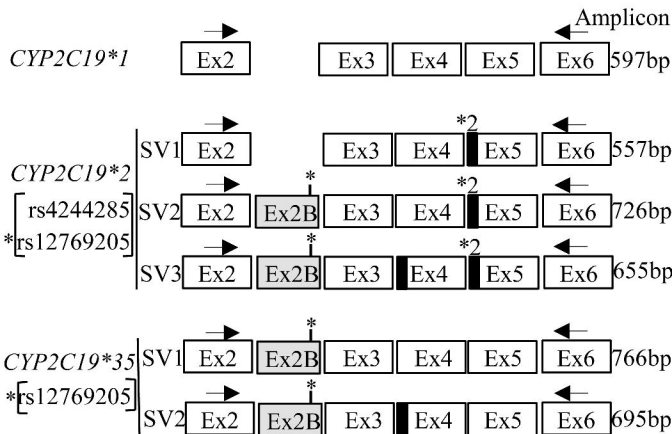 Amplicon
CYP2C19*1 Ex2 Ex3 Ex4 Ex5 Ex6 597bp
*2
SV1 Ex2 Ex3 Ex4 Ex5 Ex6 557bp
CYP2C19*2
* *2
rs4244285 SV2 Ex2 Ex2B Ex3 Ex4 Ex5 Ex6 726bp
*rs12769205
* *2
SV3 Ex2 Ex2B Ex3 Ex4 Ex5 Ex6 655bp
*
CYP2C19*35 SV1 Ex2 Ex2B Ex3 Ex4 Ex5 Ex6 766bp
*[rs12769205]
*
SV2 Ex2 Ex2B Ex3 Ex4 Ex5 Ex6 695bp